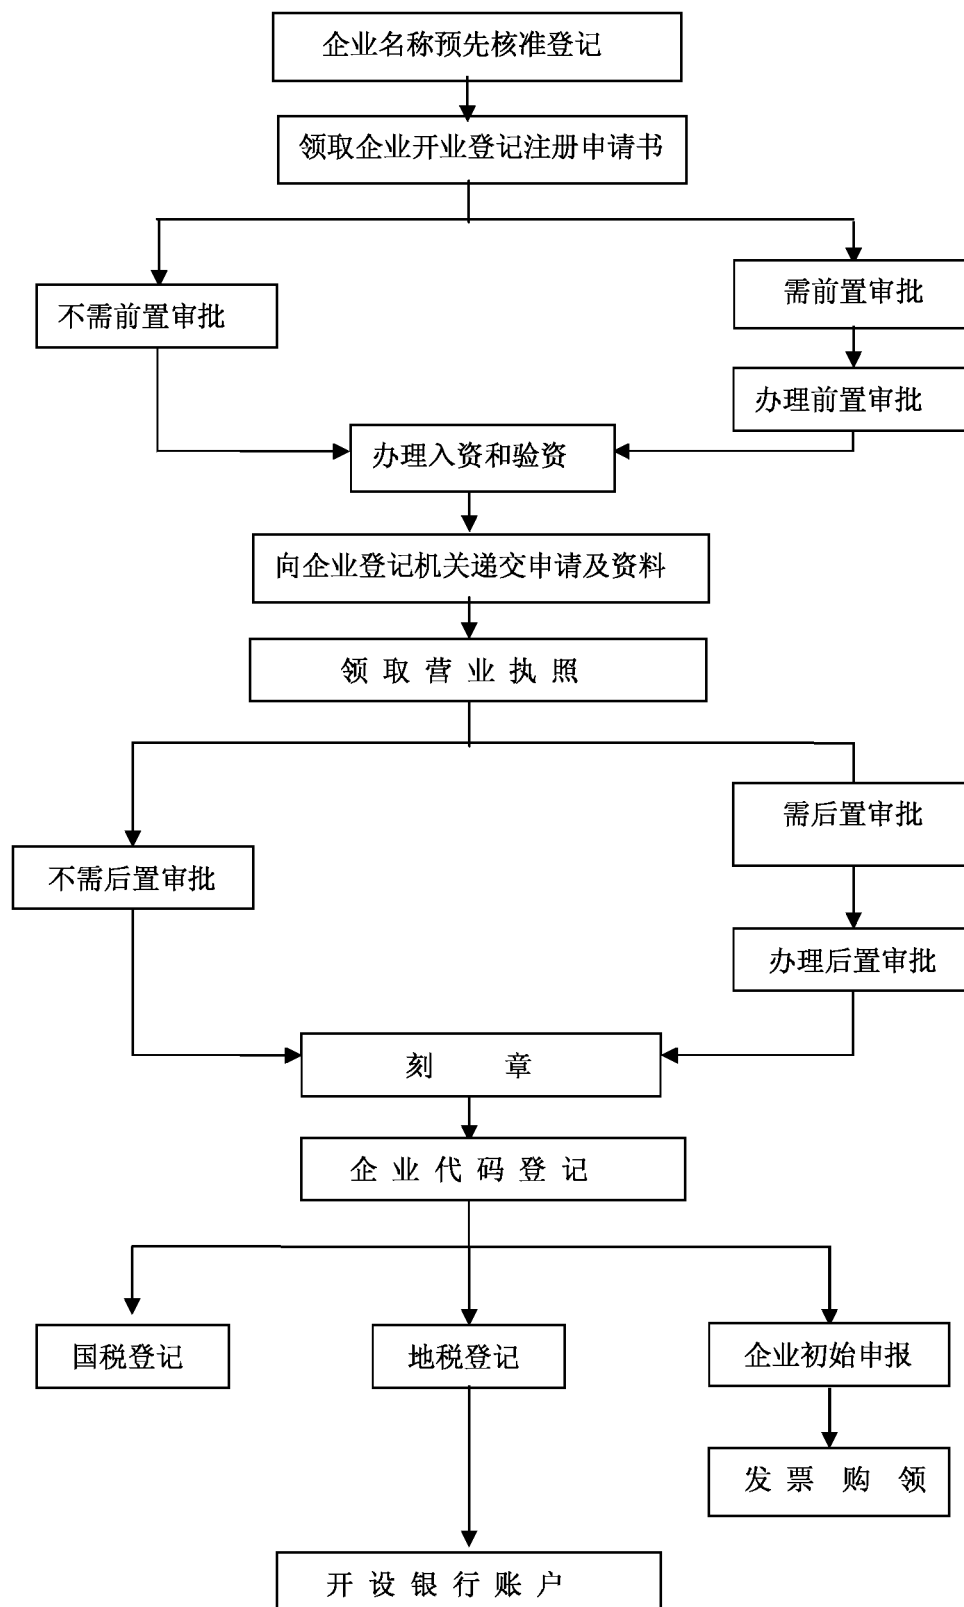 企业名称预先核准登记
领取企业开业登记注册申请书
不需前置审批
需前置审批
办理前置审批
办理入资和验资
向企业登记机关递交申请及资料
领取营业执照
需后置审批
不需后置审批
办理后置审批
刻 章
企业代码登记
国税登记
地税登记
企业初始申报
发票 购 领
开设银行账户